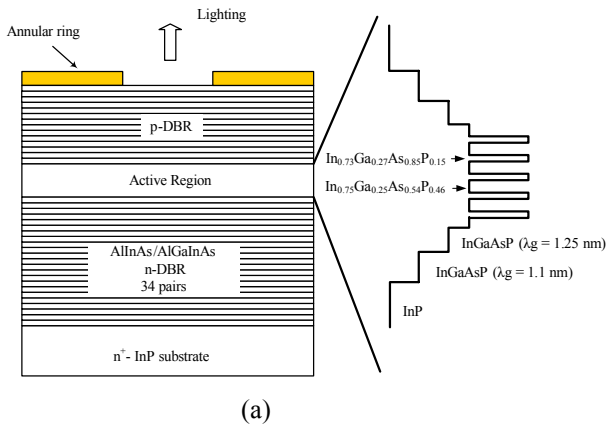 Lighting
Annular ring
p-DBR
Active Region
AlInAs/AlGaInAs
n-DBR
34 pairs
n⁺- InP substrate
In₀.₇₃Ga₀.₂₇As₀.₈₅P₀.₁₅
In₀.₇₅Ga₀.₂₅As₀.₅₄P₀.₄₆
InGaAsP (λg = 1.25 nm)
InGaAsP (λg = 1.1 nm)
InP
(a)